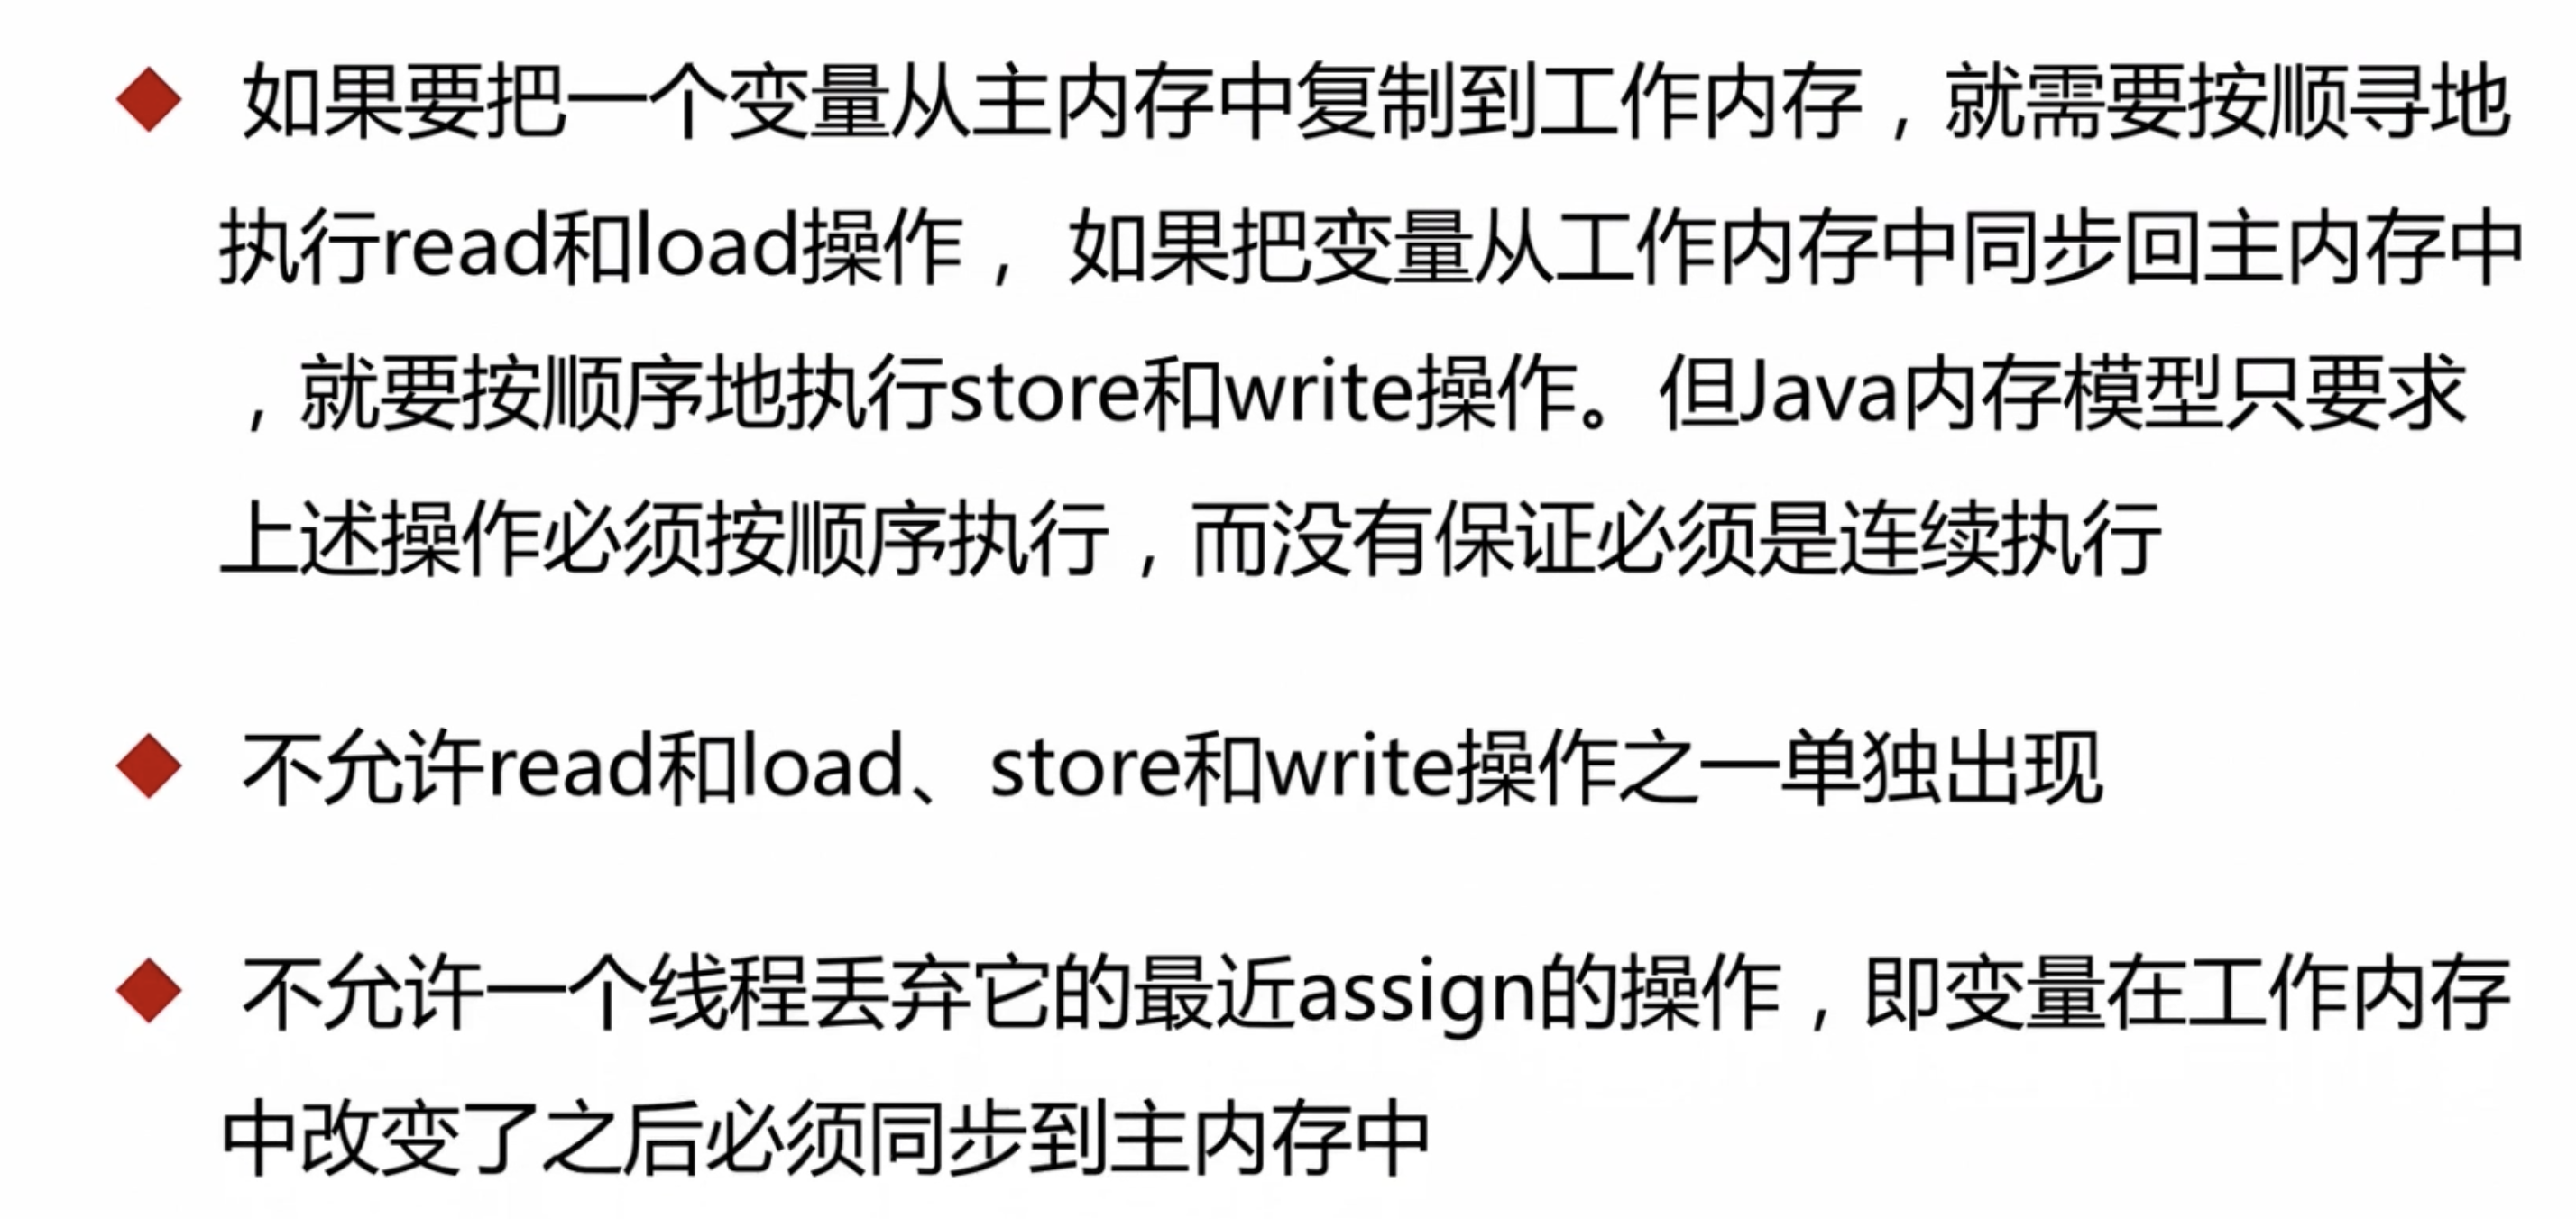 如果要把一个变量从主内存中复制到工作内存，就需要按顺寻地
执行read和load操作， 如果把变量从工作内存中同步回主内存中
，就要按顺序地执行store和write操作。但Java内存模型只要求
上述操作必须按顺序执行，而没有保证必须是连续执行
不允许read和load、store和write操作之一单独出现
不允许一个线程丢弃它的最近assign的操作，即变量在工作内存
中改变了之后必须同步到主内存中